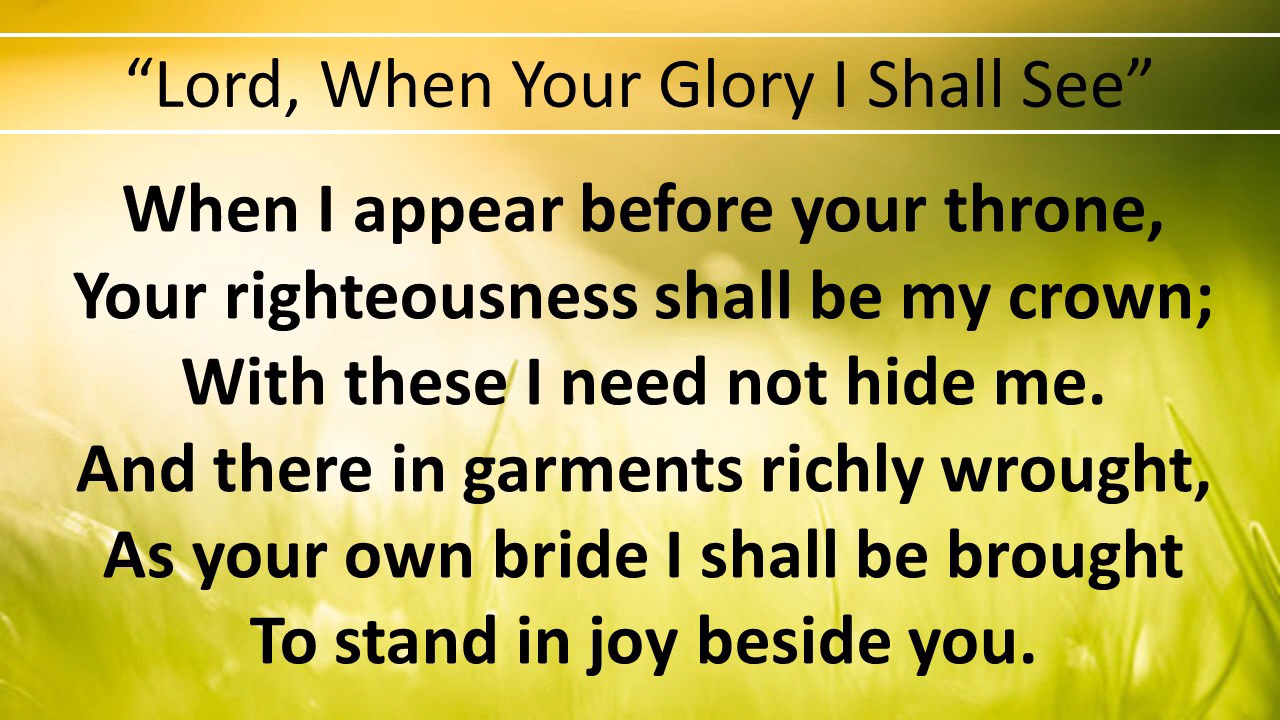 “Lord, When Your Glory I Shall See”
When I appear before your throne,
Your righteousness shall be my crown;
With these I need not hide me.
And there in garments richly wrought,
As your own bride I shall be brought
To stand in joy beside you.